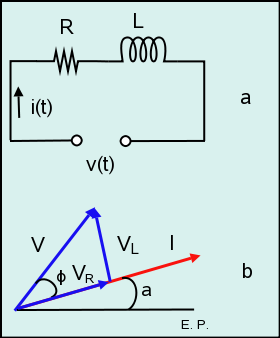 R L
i(t) a
v(t)
V V_L I b
ϕ V_R a
E. P.